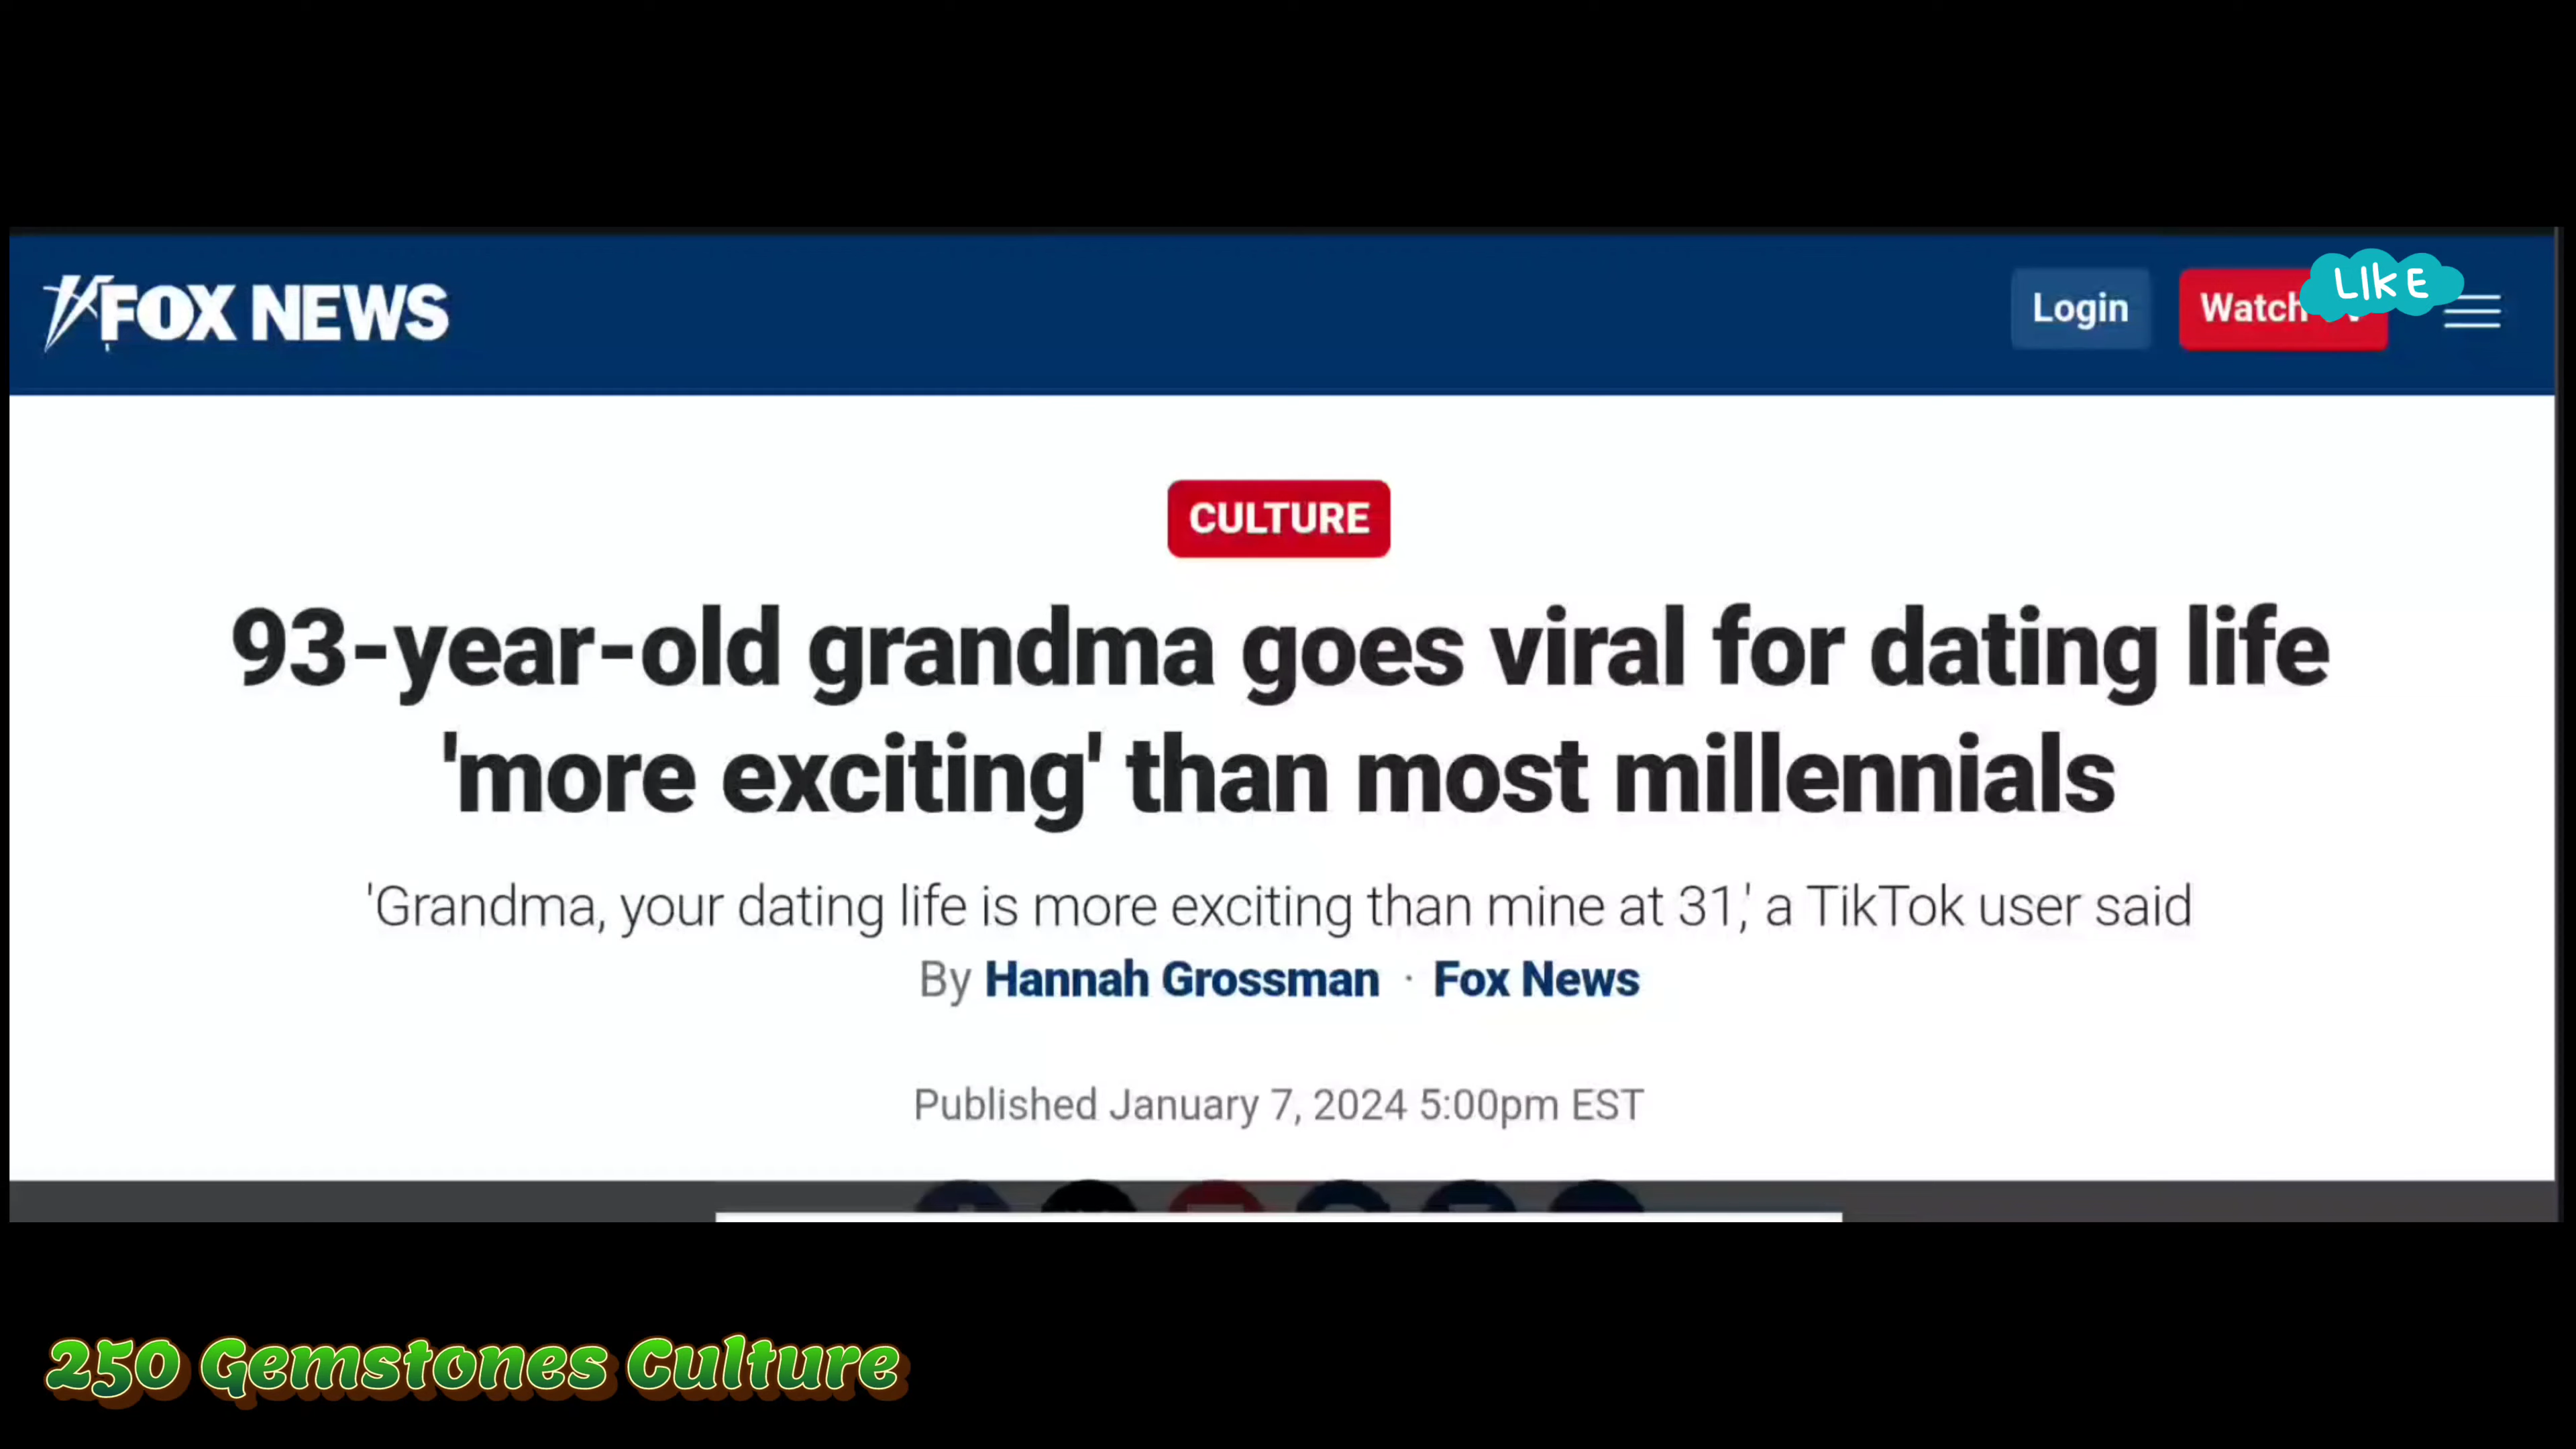 FOX NEWS
Login
Watch
LIKE
CULTURE
93-year-old grandma goes viral for dating life
'more exciting' than most millennials
'Grandma, your dating life is more exciting than mine at 31,' a TikTok user said
By Hannah Grossman · Fox News
Published January 7, 2024 5:00pm EST
250 Gemstones Culture